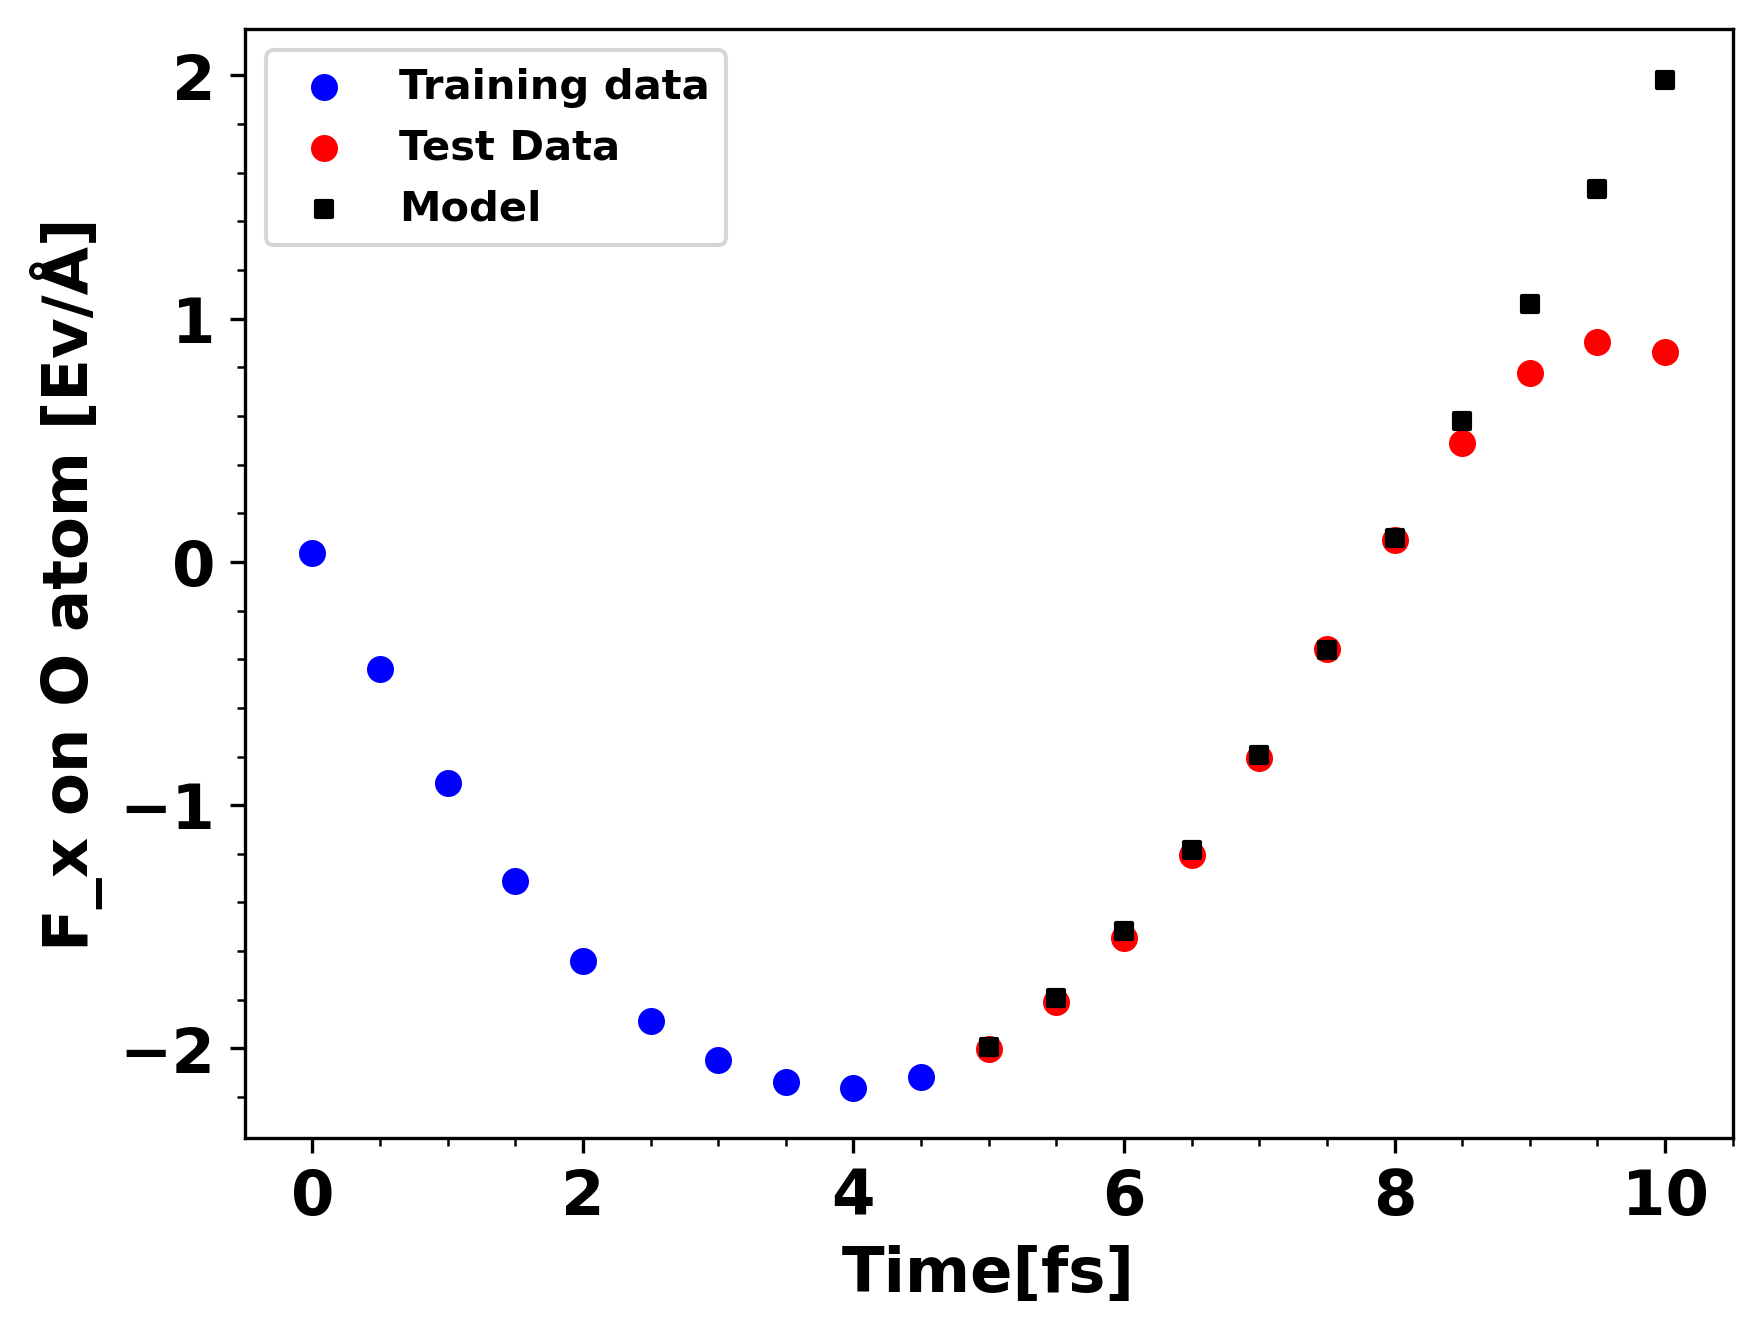 Training data
Test Data
Model
F_x on O atom [Ev/Å]
2
1
0
−1
−2
0
2
4
6
8
10
Time[fs]